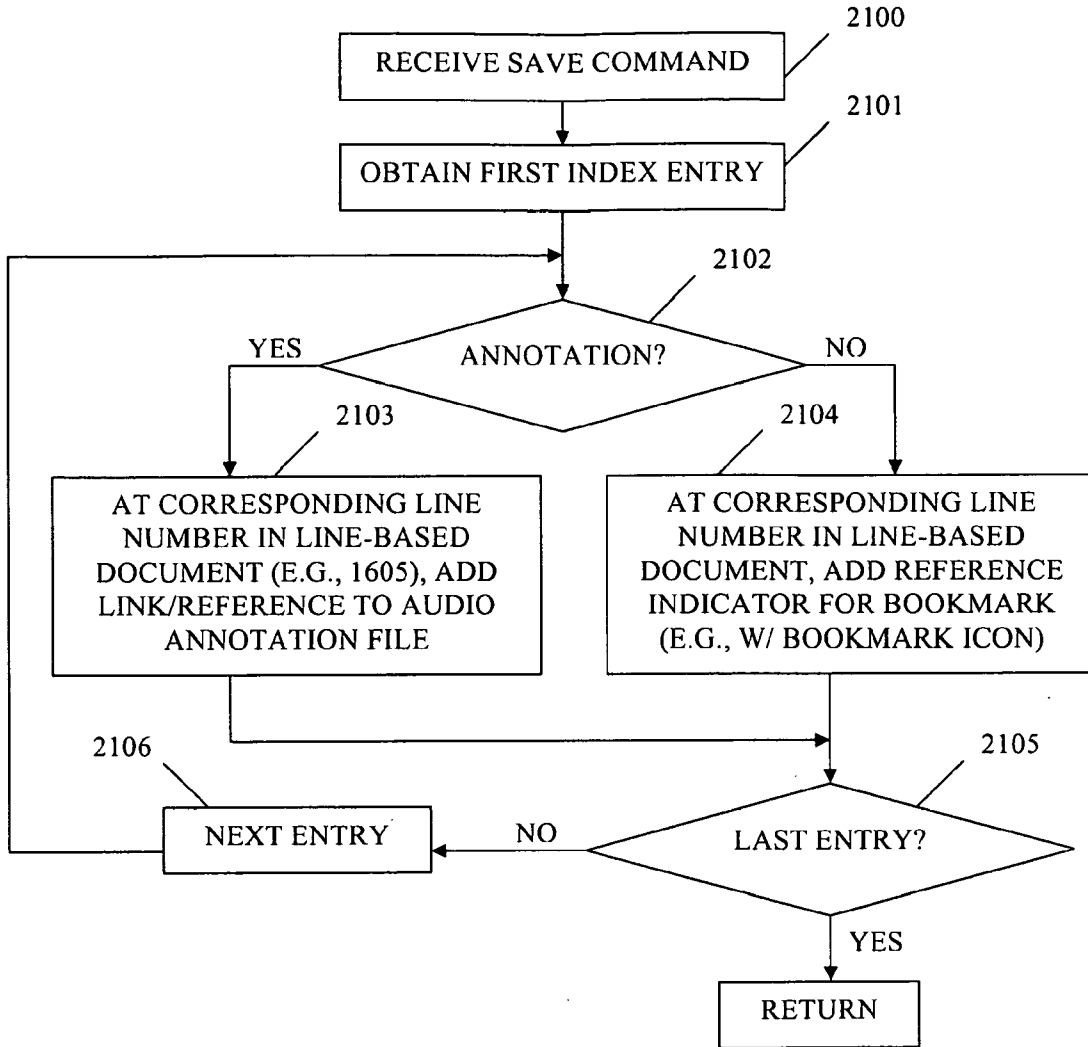 2100
RECEIVE SAVE COMMAND
2101
OBTAIN FIRST INDEX ENTRY
2102
ANNOTATION?
YES
NO
2103
AT CORRESPONDING LINE
NUMBER IN LINE-BASED
DOCUMENT (E.G., 1605), ADD
LINK/REFERENCE TO AUDIO
ANNOTATION FILE
2104
AT CORRESPONDING LINE
NUMBER IN LINE-BASED
DOCUMENT, ADD REFERENCE
INDICATOR FOR BOOKMARK
(E.G., W/ BOOKMARK ICON)
2105
LAST ENTRY?
NO
2106
NEXT ENTRY
YES
RETURN